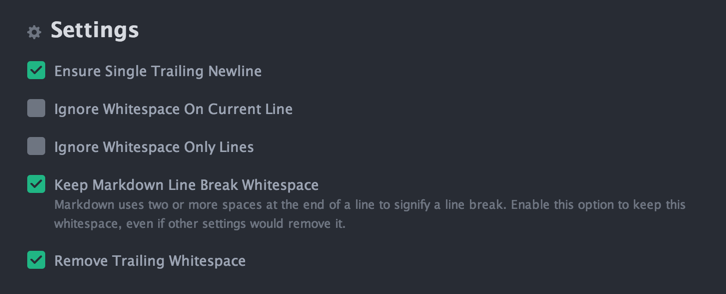 Settings
Ensure Single Trailing Newline
Ignore Whitespace On Current Line
Ignore Whitespace Only Lines
Keep Markdown Line Break Whitespace
Markdown uses two or more spaces at the end of a line to signify a line break. Enable this option to keep this
whitespace, even if other settings would remove it.
Remove Trailing Whitespace